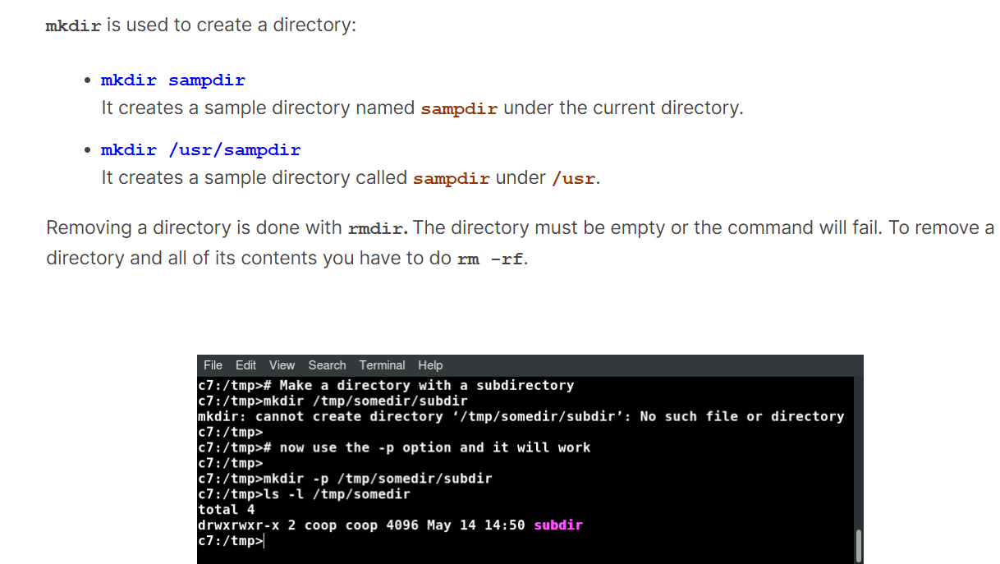 mkdir is used to create a directory:
• mkdir sampdir
It creates a sample directory named sampdir under the current directory.
• mkdir /usr/sampdir
It creates a sample directory called sampdir under /usr.
Removing a directory is done with rmdir. The directory must be empty or the command will fail. To remove a
directory and all of its contents you have to do rm -rf.
File Edit View Search Terminal Help
c7:/tmp># Make a directory with a subdirectory
c7:/tmp>mkdir /tmp/somedir/subdir
mkdir: cannot create directory ‘/tmp/somedir/subdir’: No such file or directory
c7:/tmp>
c7:/tmp># now use the -p option and it will work
c7:/tmp>
c7:/tmp>mkdir -p /tmp/somedir/subdir
c7:/tmp>ls -l /tmp/somedir
total 4
drwxrwxr-x 2 coop coop 4096 May 14 14:50 subdir
c7:/tmp>